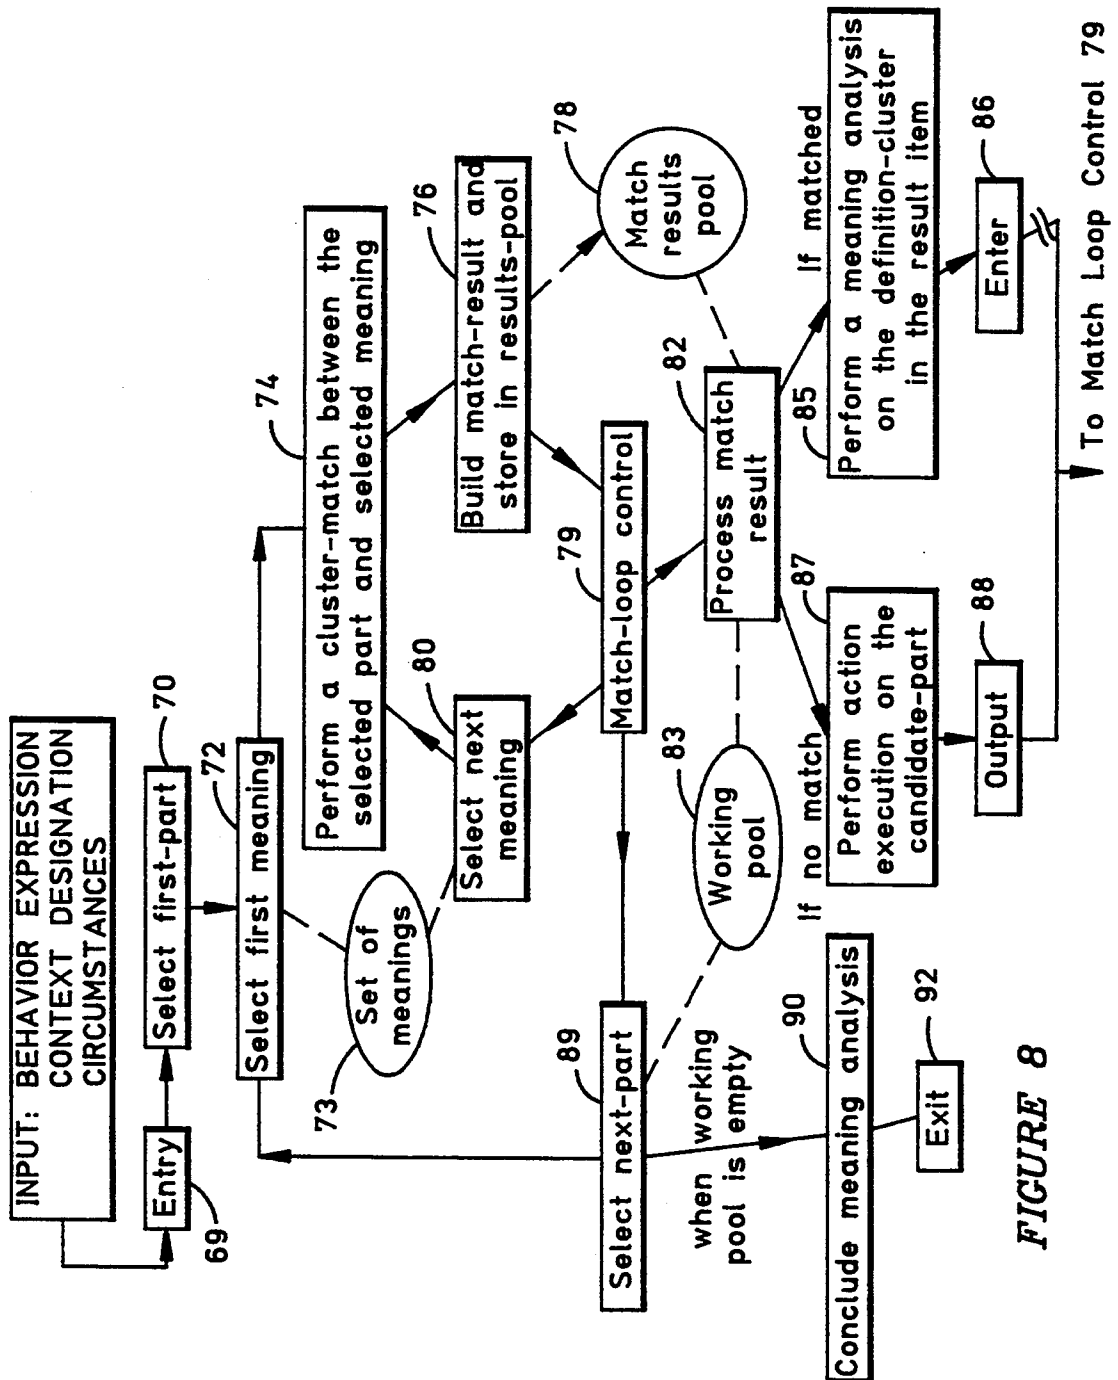 INPUT: BEHAVIOR EXPRESSION
CONTEXT DESIGNATION
CIRCUMSTANCES
Entry
69
Select first-part
70
Select first meaning
72
Set of
meanings
73
Perform a cluster-match between the
selected part and selected meaning
74
Build match-result and
store in results-pool
76
Match
results
pool
78
Select next
meaning
80
Match-loop control
79
Process match
result
82
Working
pool
83
Select next-part
89
when working
pool is empty
If matched
Perform a meaning analysis
on the definition-cluster
in the result item
85
Enter
86
If no match
Perform action
execution on the
candidate-part
87
Output
88
Conclude meaning analysis
90
Exit
92
To Match Loop Control 79
FIGURE 8